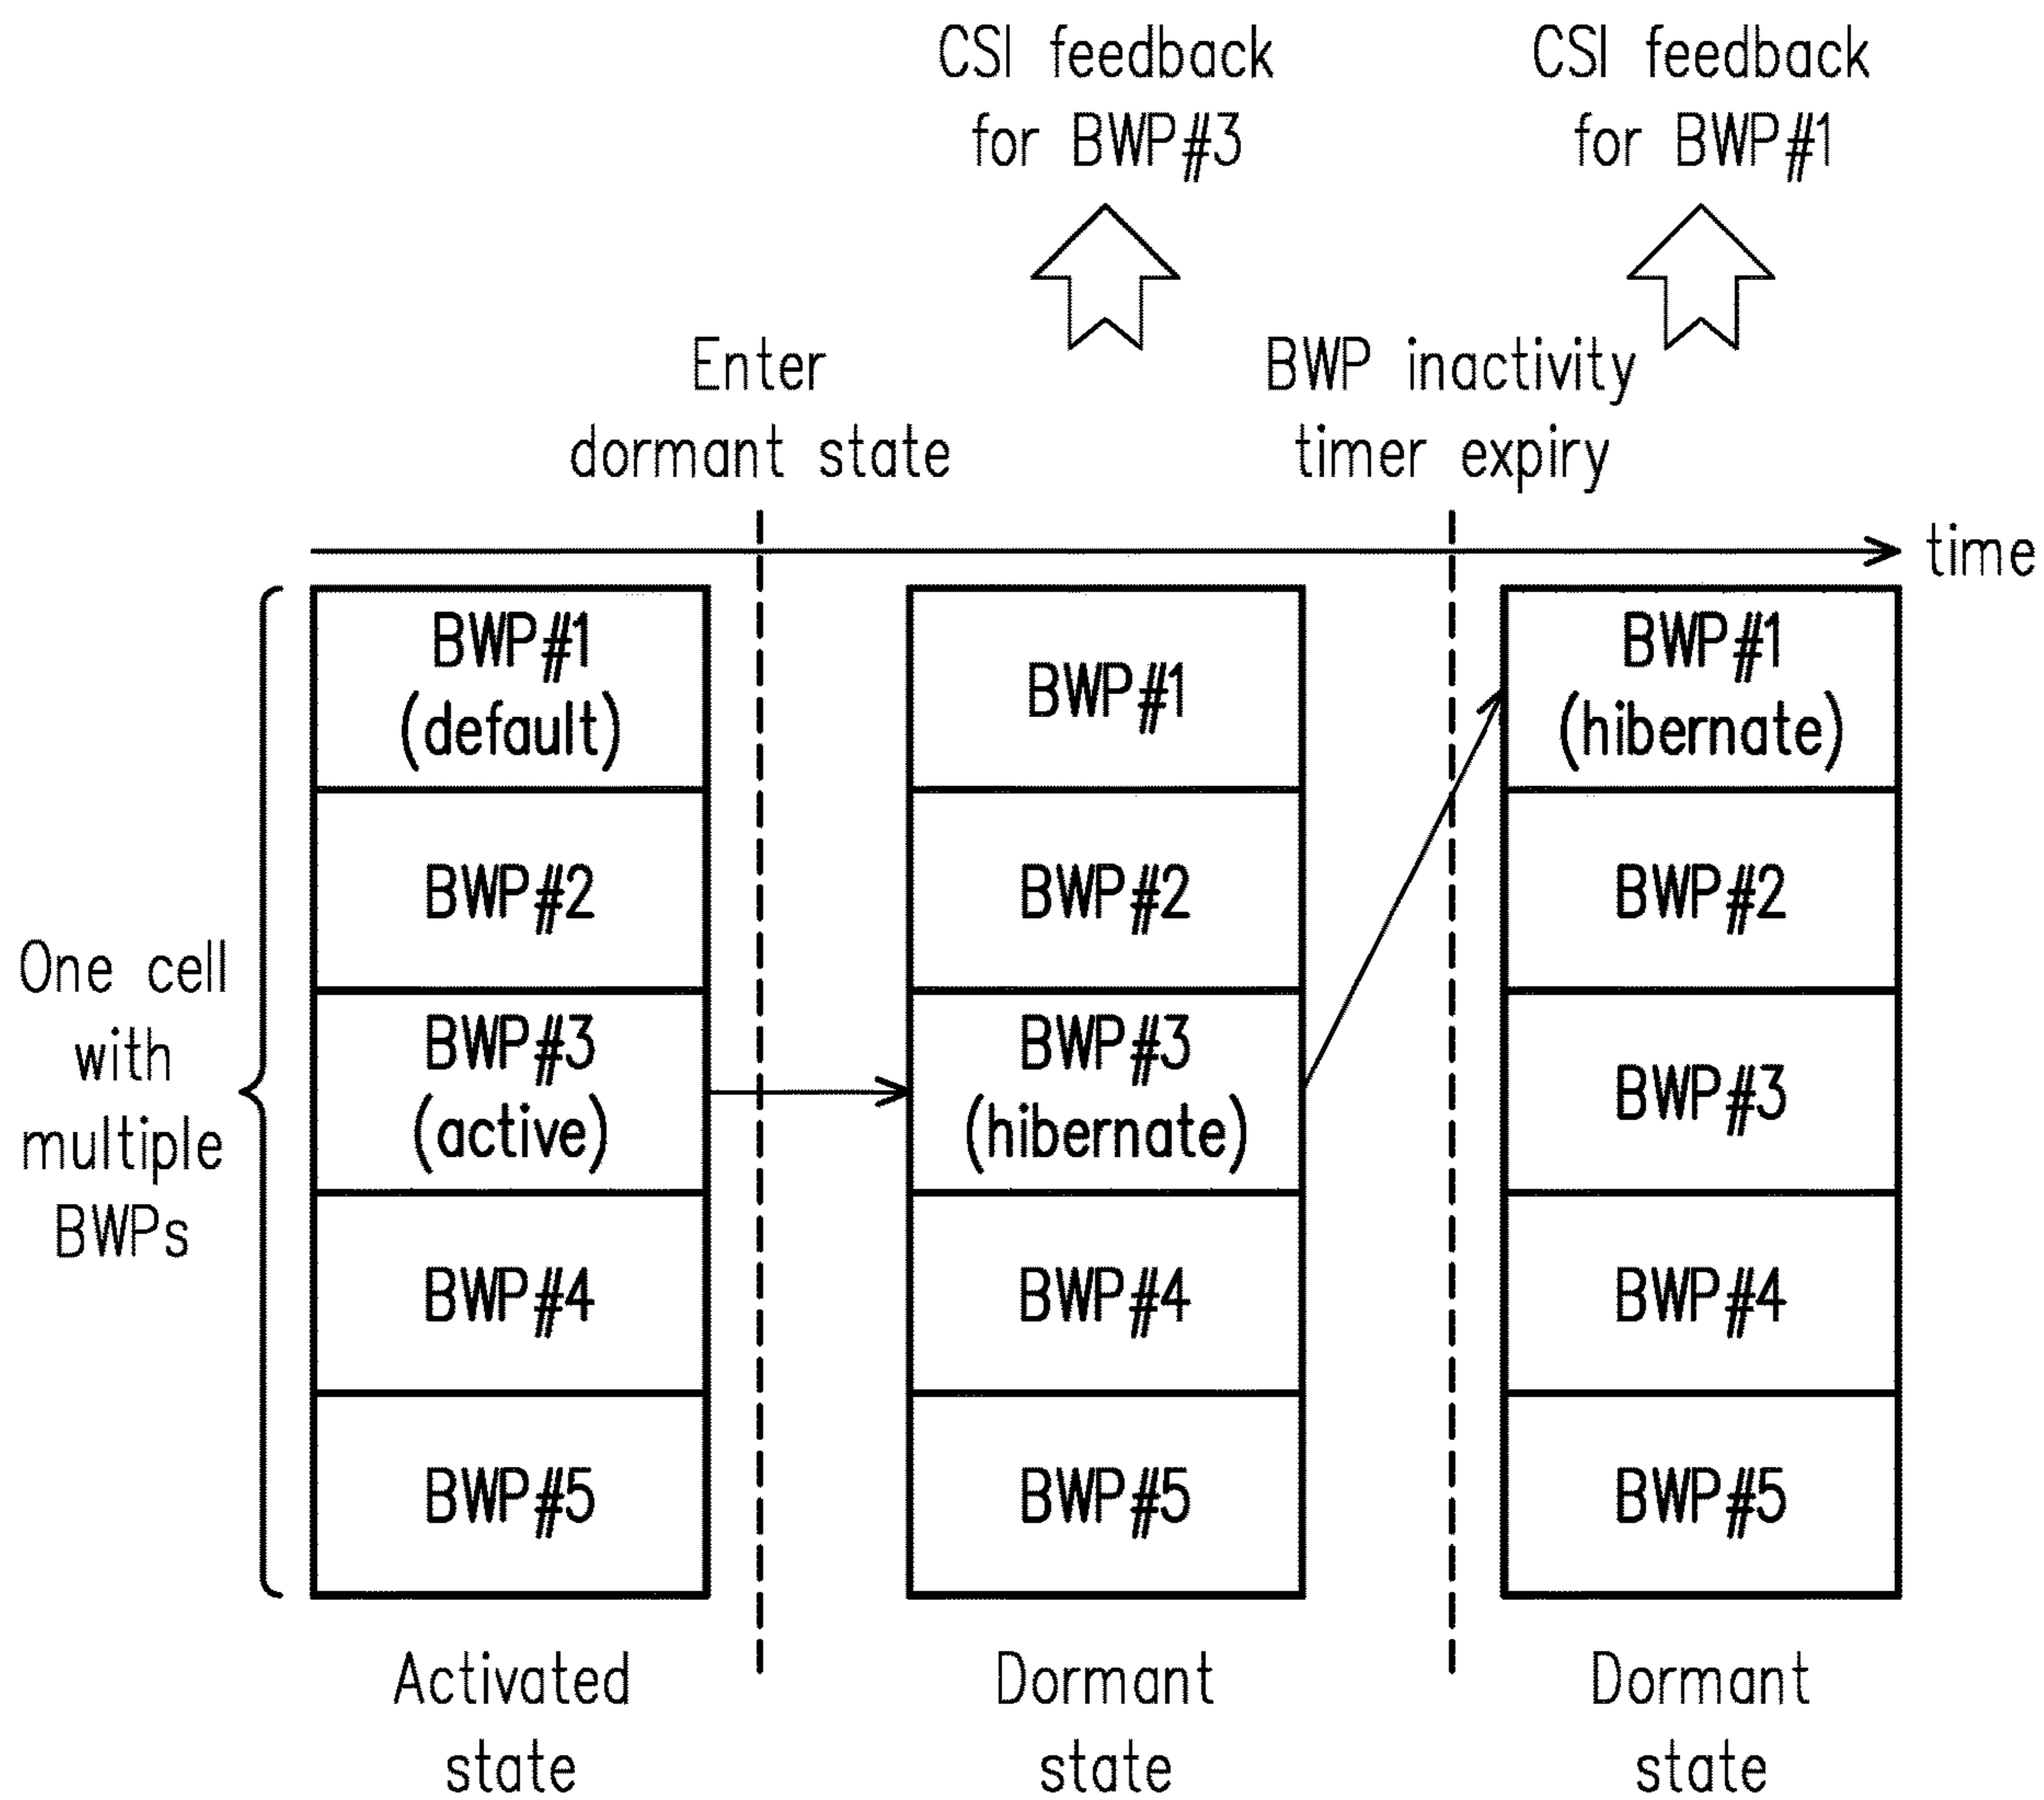 CSI feedback
for BWP#3
CSI feedback
for BWP#1
Enter
dormant state
BWP inactivity
timer expiry
time
One cell
with
multiple
BWPs
BWP#1
(default)
BWP#2
BWP#3
(active)
BWP#4
BWP#5
Activated
state
BWP#1
BWP#2
BWP#3
(hibernate)
BWP#4
BWP#5
Dormant
state
BWP#1
(hibernate)
BWP#2
BWP#3
BWP#4
BWP#5
Dormant
state